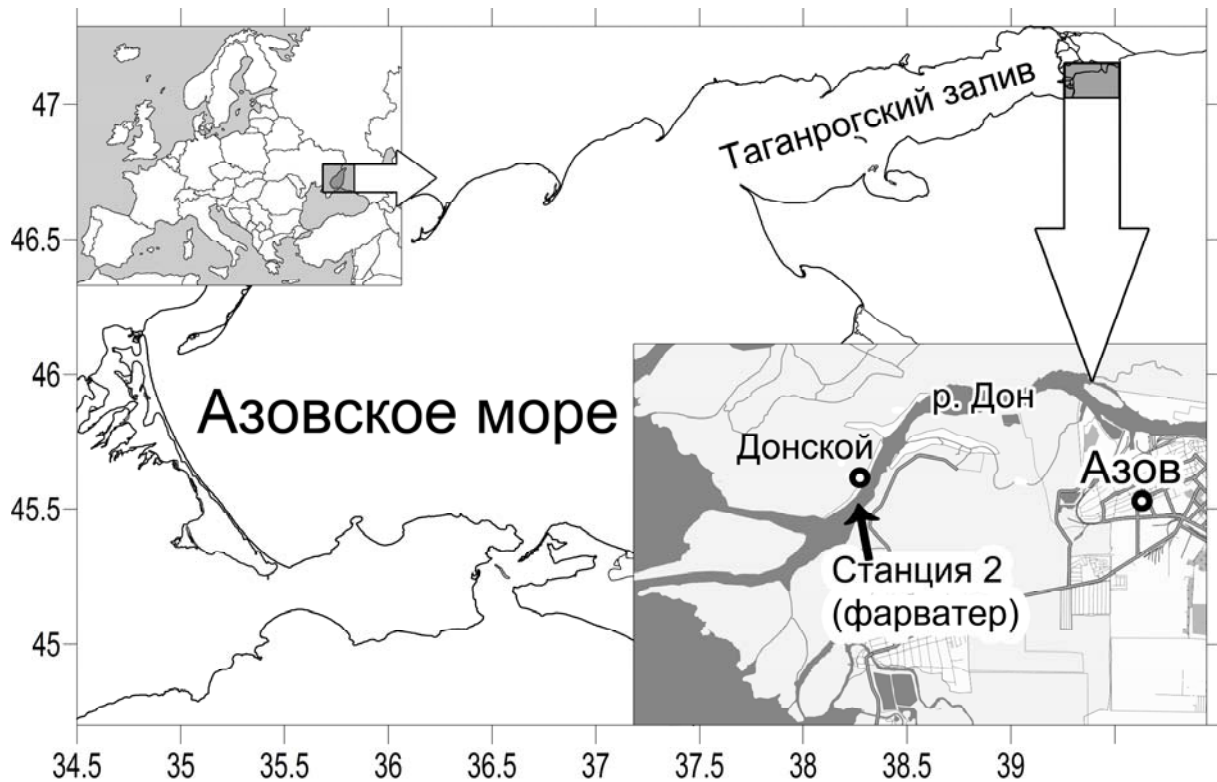 47
46.5
46
45.5
45
Таганрогский залив
Азовское море
р. Дон
Донской
Азов
Станция 2
(фарватер)
34.5 35 35.5 36 36.5 37 37.5 38 38.5 39